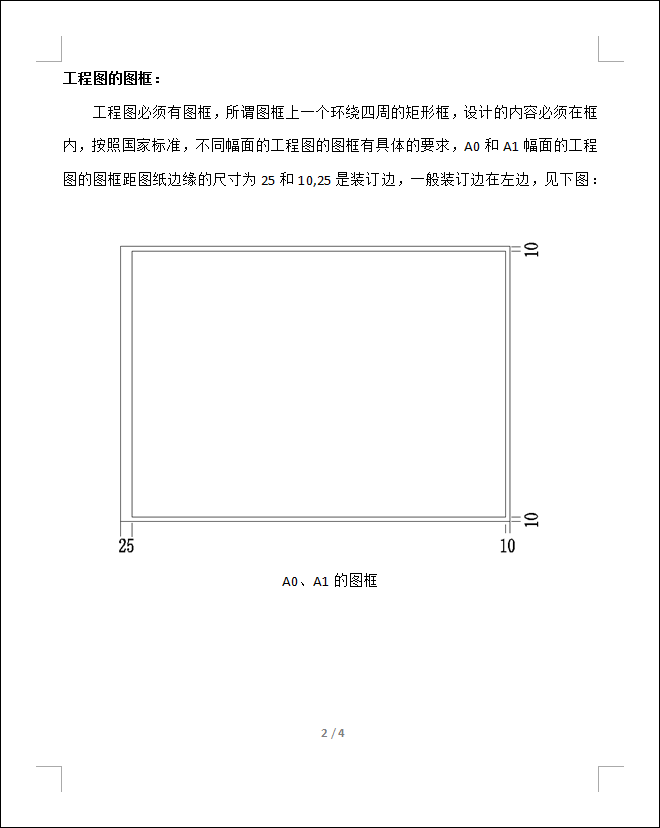 工程图的图框：
工程图必须有图框，所谓图框上一个环绕四周的矩形框，设计的内容必须在框
内，按照国家标准，不同幅面的工程图的图框有具体的要求，A0 和 A1 幅面的工程
图的图框距图纸边缘的尺寸为 25 和 10,25 是装订边，一般装订边在左边，见下图：
10
10
25
10
A0、A1 的图框
2 / 4